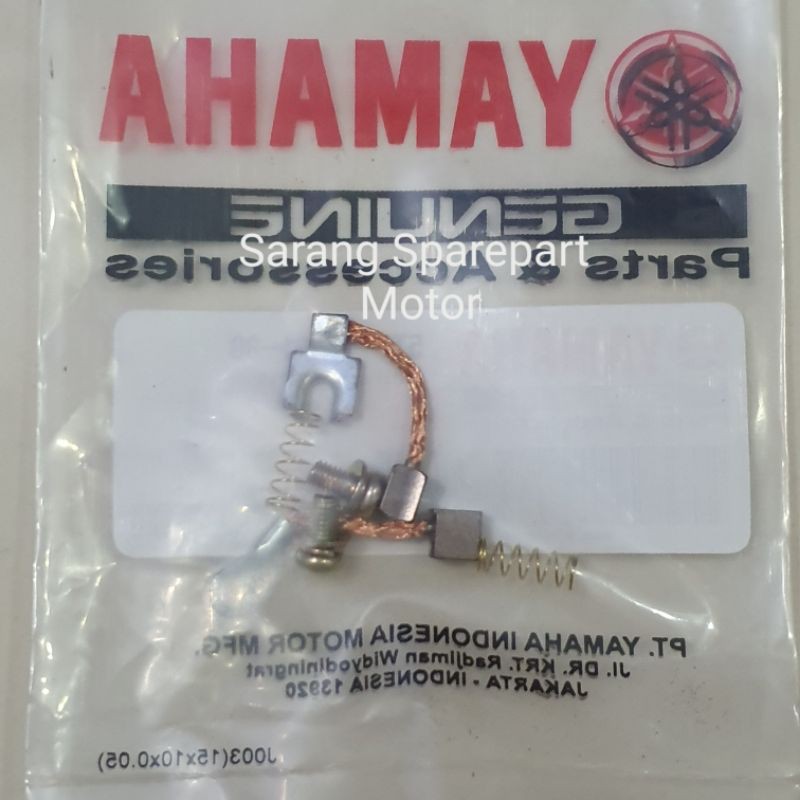 YAMAHA
GENUINE
Parts & Accessories
Sarang Sparepart
Motor
PT. YAMAHA INDONESIA MOTOR MFG.
Jl. DR. KRT. Radjiman Widyodiningrat
JAKARTA - INDONESIA 13920
J003(15x10x0.05)